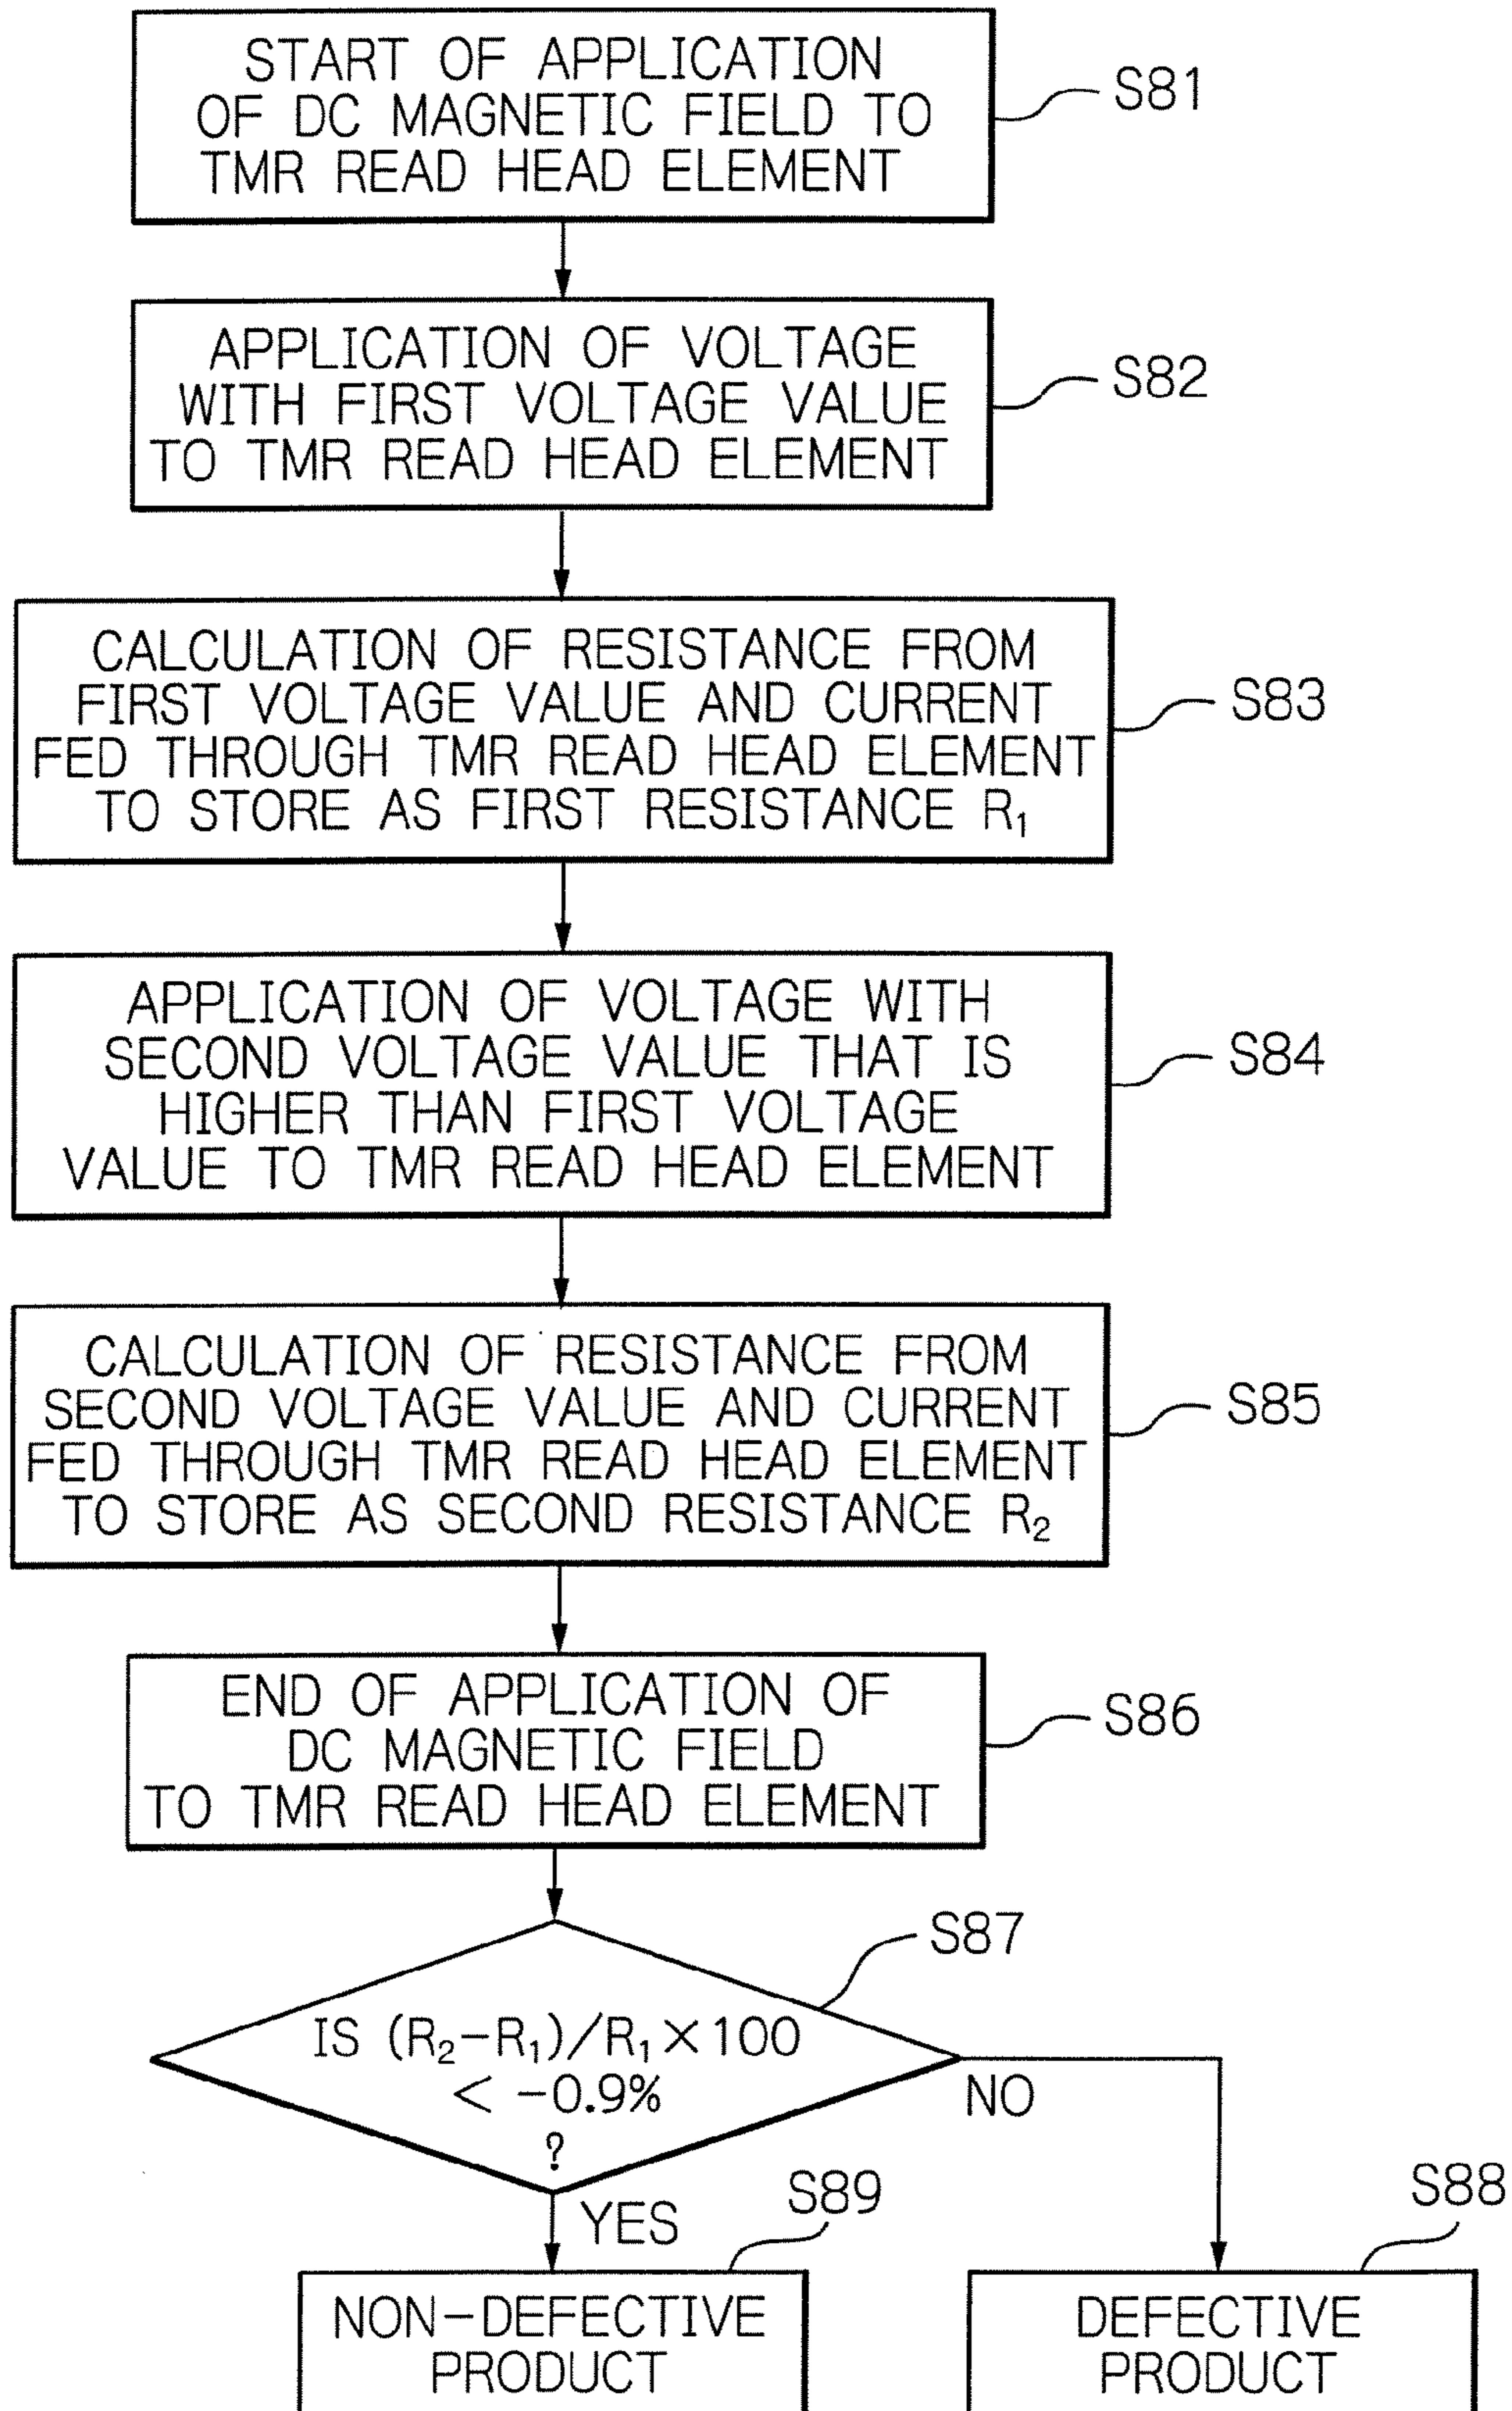 START OF APPLICATION
OF DC MAGNETIC FIELD TO
TMR READ HEAD ELEMENT
S81
APPLICATION OF VOLTAGE
WITH FIRST VOLTAGE VALUE
TO TMR READ HEAD ELEMENT
S82
CALCULATION OF RESISTANCE FROM
FIRST VOLTAGE VALUE AND CURRENT
FED THROUGH TMR READ HEAD ELEMENT
TO STORE AS FIRST RESISTANCE R₁
S83
APPLICATION OF VOLTAGE WITH
SECOND VOLTAGE VALUE THAT IS
HIGHER THAN FIRST VOLTAGE
VALUE TO TMR READ HEAD ELEMENT
S84
CALCULATION OF RESISTANCE FROM
SECOND VOLTAGE VALUE AND CURRENT
FED THROUGH TMR READ HEAD ELEMENT
TO STORE AS SECOND RESISTANCE R₂
S85
END OF APPLICATION OF
DC MAGNETIC FIELD
TO TMR READ HEAD ELEMENT
S86
S87
IS (R₂−R₁)/R₁×100
< −0.9%
?
NO
YES
S89
NON−DEFECTIVE
PRODUCT
S88
DEFECTIVE
PRODUCT